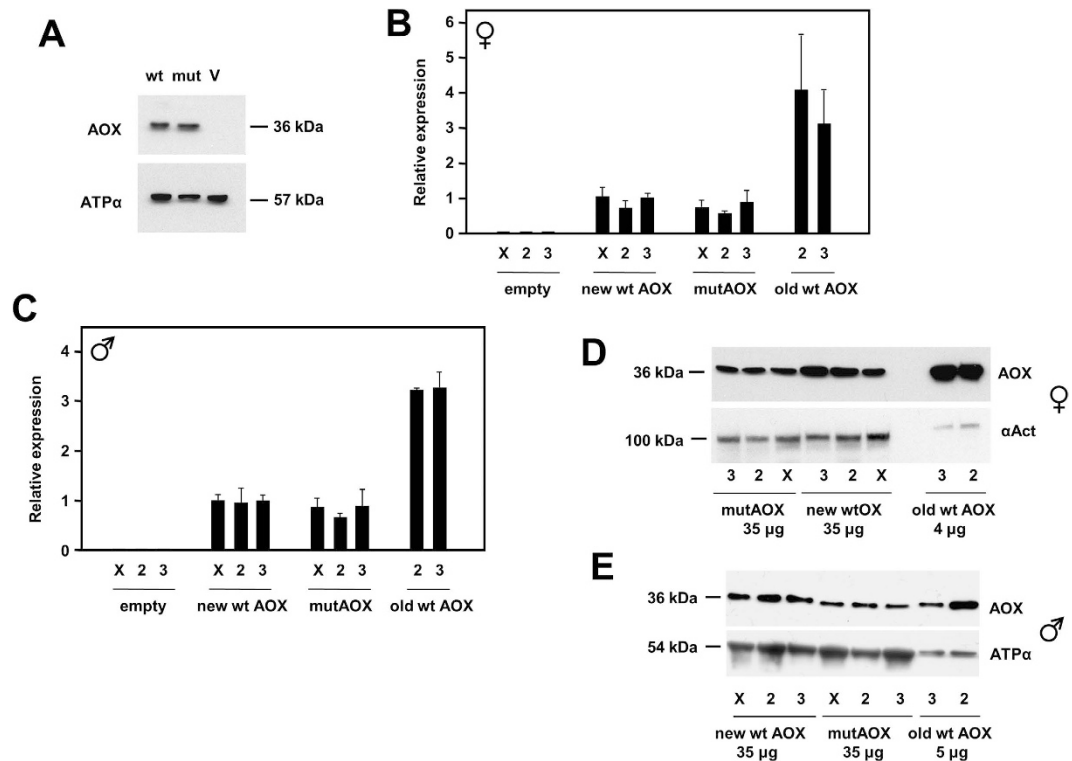 A
wt mut V
AOX
36 kDa
ATPα
57 kDa
B
♀
Relative expression
6
5
4
3
2
1
0
X 2 3 X 2 3 X 2 3 2 3
empty new wt AOX mutAOX old wt AOX
C
♂
Relative expression
4
3
2
1
0
X 2 3 X 2 3 X 2 3 2 3
empty new wt AOX mutAOX old wt AOX
D
36 kDa
AOX
♀
αAct
100 kDa
3 2 X 3 2 X 3 2
mutAOX new wtOX old wt AOX
35 µg 35 µg 4 µg
E
36 kDa
AOX
♂
54 kDa
ATPα
X 2 3 X 2 3 3 2
new wt AOX mutAOX old wt AOX
35 µg 35 µg 5 µg